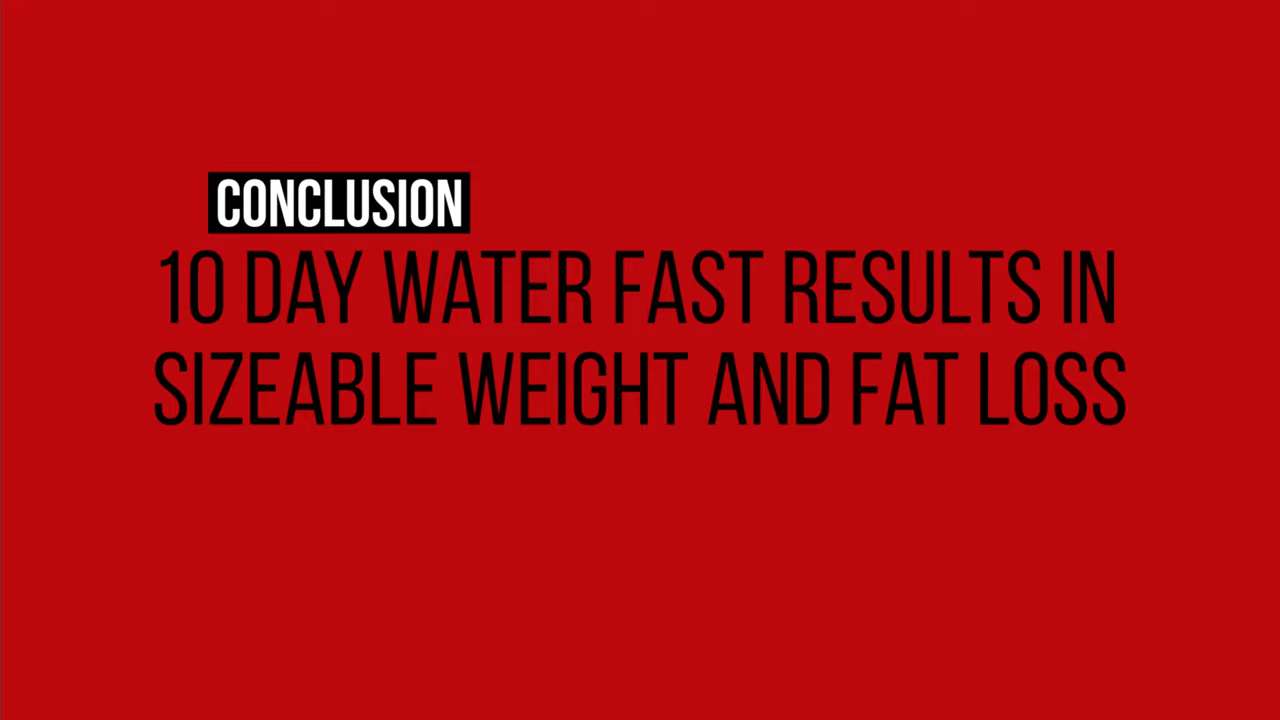 CONCLUSION
10 DAY WATER FAST RESULTS IN
SIZEABLE WEIGHT AND FAT LOSS